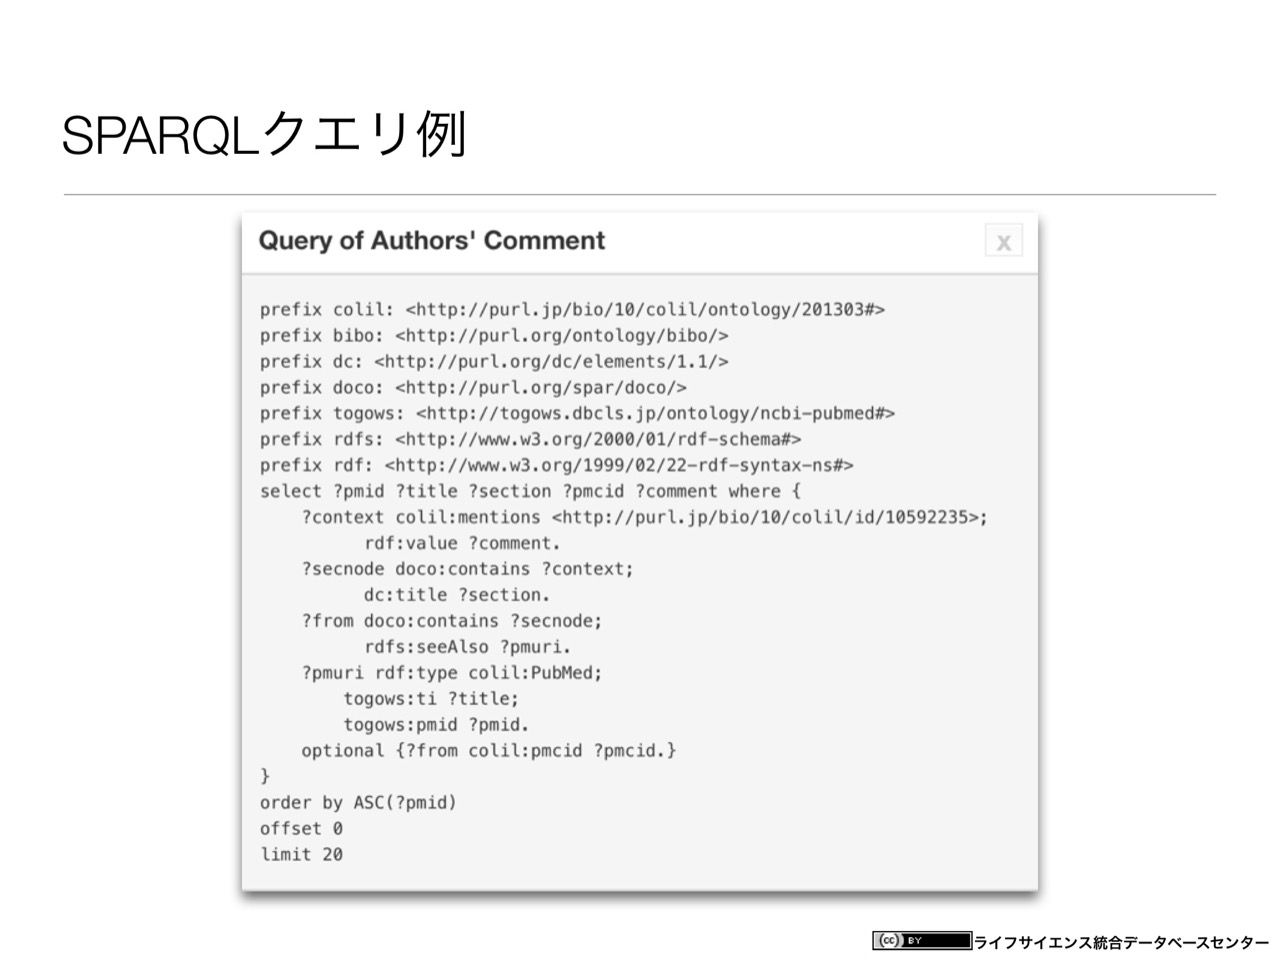 SPARQLクエリ例
Query of Authors' Comment
x
prefix colil: <http://purl.jp/bio/10/colil/ontology/201303#>
prefix bibo: <http://purl.org/ontology/bibo/>
prefix dc: <http://purl.org/dc/elements/1.1/>
prefix doco: <http://purl.org/spar/doco/>
prefix togows: <http://togows.dbcls.jp/ontology/ncbi-pubmed#>
prefix rdfs: <http://www.w3.org/2000/01/rdf-schema#>
prefix rdf: <http://www.w3.org/1999/02/22-rdf-syntax-ns#>
select ?pmid ?title ?section ?pmcid ?comment where {
    ?context colil:mentions <http://purl.jp/bio/10/colil/id/10592235>;
          rdf:value ?comment.
    ?secnode doco:contains ?context;
          dc:title ?section.
    ?from doco:contains ?secnode;
          rdfs:seeAlso ?pmuri.
    ?pmuri rdf:type colil:PubMed;
        togows:ti ?title;
        togows:pmid ?pmid.
    optional {?from colil:pmcid ?pmcid.}
}
order by ASC(?pmid)
offset 0
limit 20
cc BY ライフサイエンス統合データベースセンター